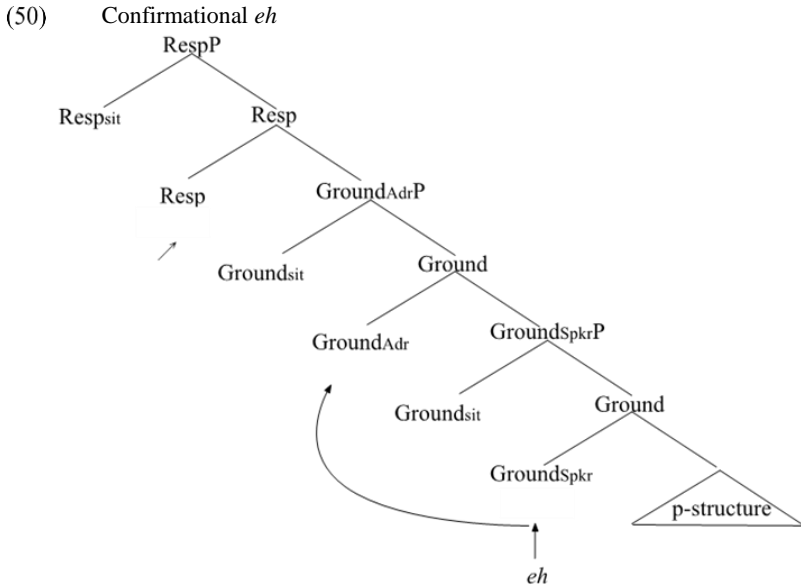 (50) Confirmational eh
RespP
Respsit
Resp
Resp
GroundAdrP
Groundsit
Ground
GroundAdr
GroundSpkrP
Groundsit
Ground
GroundSpkr
p-structure
eh